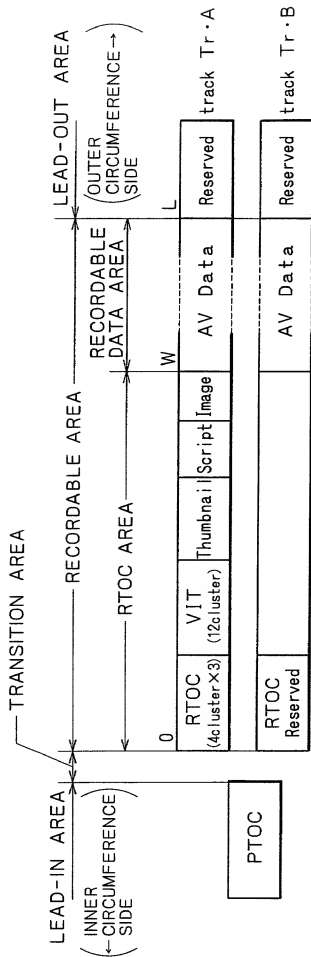 TRANSITION AREA
LEAD-IN AREA
RECORDABLE AREA
LEAD-OUT AREA
(INNER
←CIRCUMFERENCE
SIDE)
RTOC AREA
RECORDABLE
DATA AREA
(OUTER
CIRCUMFERENCE→
SIDE)
0
W
L
RTOC
(4cluster×3)
VIT
(12cluster)
Thumbnail
Script
Image
AV Data
Reserved
track Tr·A
PTOC
RTOC
Reserved
AV Data
Reserved
track Tr·B